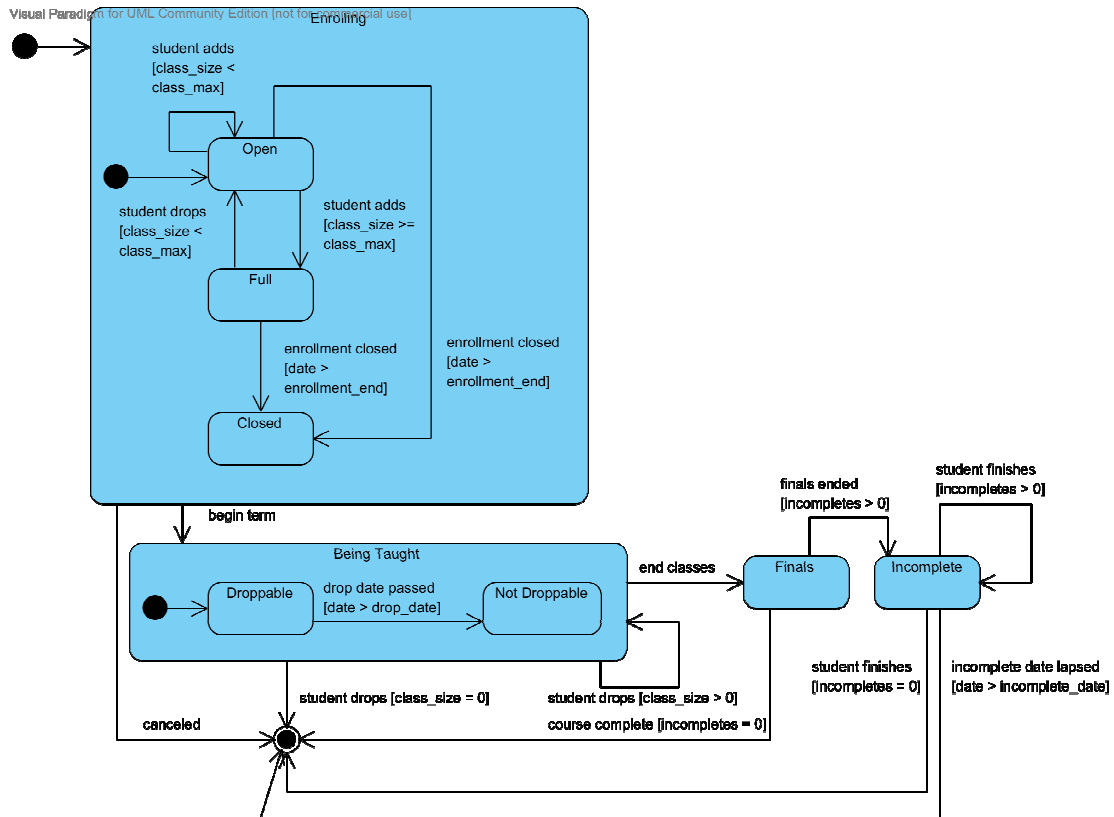 Visual Paradigm for UML Community Edition [not for commercial use]
Enrolling
student adds
[class_size <
class_max]
Open
student drops
[class_size <
class_max]
student adds
[class_size >=
class_max]
Full
enrollment closed
[date >
enrollment_end]
enrollment closed
[date >
enrollment_end]
Closed
begin term
Being Taught
Droppable
drop date passed
[date > drop_date]
Not Droppable
end classes
finals ended
[incompletes > 0]
student finishes
[incompletes > 0]
Finals
Incomplete
student drops [class_size = 0]
student drops [class_size > 0]
student finishes
[incompletes = 0]
incomplete date lapsed
[date > incomplete_date]
canceled
course complete [incompletes = 0]